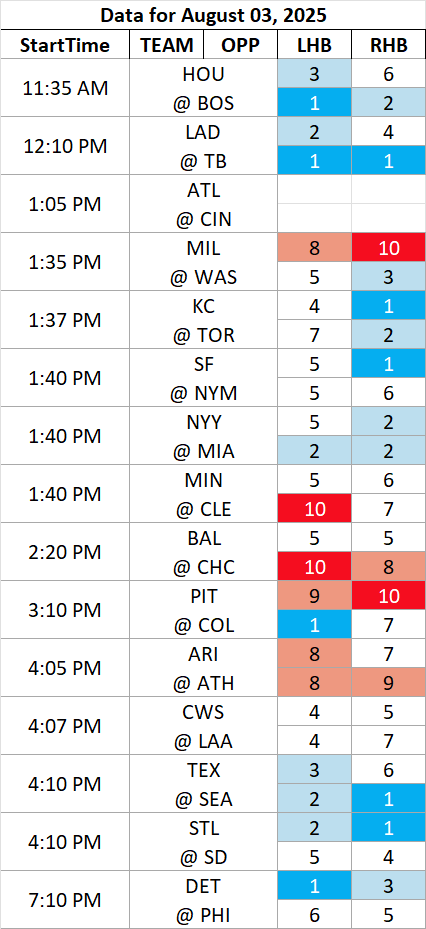 Data for August 03, 2025
StartTime TEAM OPP LHB RHB
11:35 AM HOU 3 6
@ BOS 1 2
12:10 PM LAD 2 4
@ TB 1 1
1:05 PM ATL
@ CIN
1:35 PM MIL 8 10
@ WAS 5 3
1:37 PM KC 4 1
@ TOR 7 2
1:40 PM SF 5 1
@ NYM 5 6
1:40 PM NYY 5 2
@ MIA 2 2
1:40 PM MIN 5 6
@ CLE 10 7
2:20 PM BAL 5 5
@ CHC 10 8
3:10 PM PIT 9 10
@ COL 1 7
4:05 PM ARI 8 7
@ ATH 8 9
4:07 PM CWS 4 5
@ LAA 4 7
4:10 PM TEX 3 6
@ SEA 2 1
4:10 PM STL 2 1
@ SD 5 4
7:10 PM DET 1 3
@ PHI 6 5